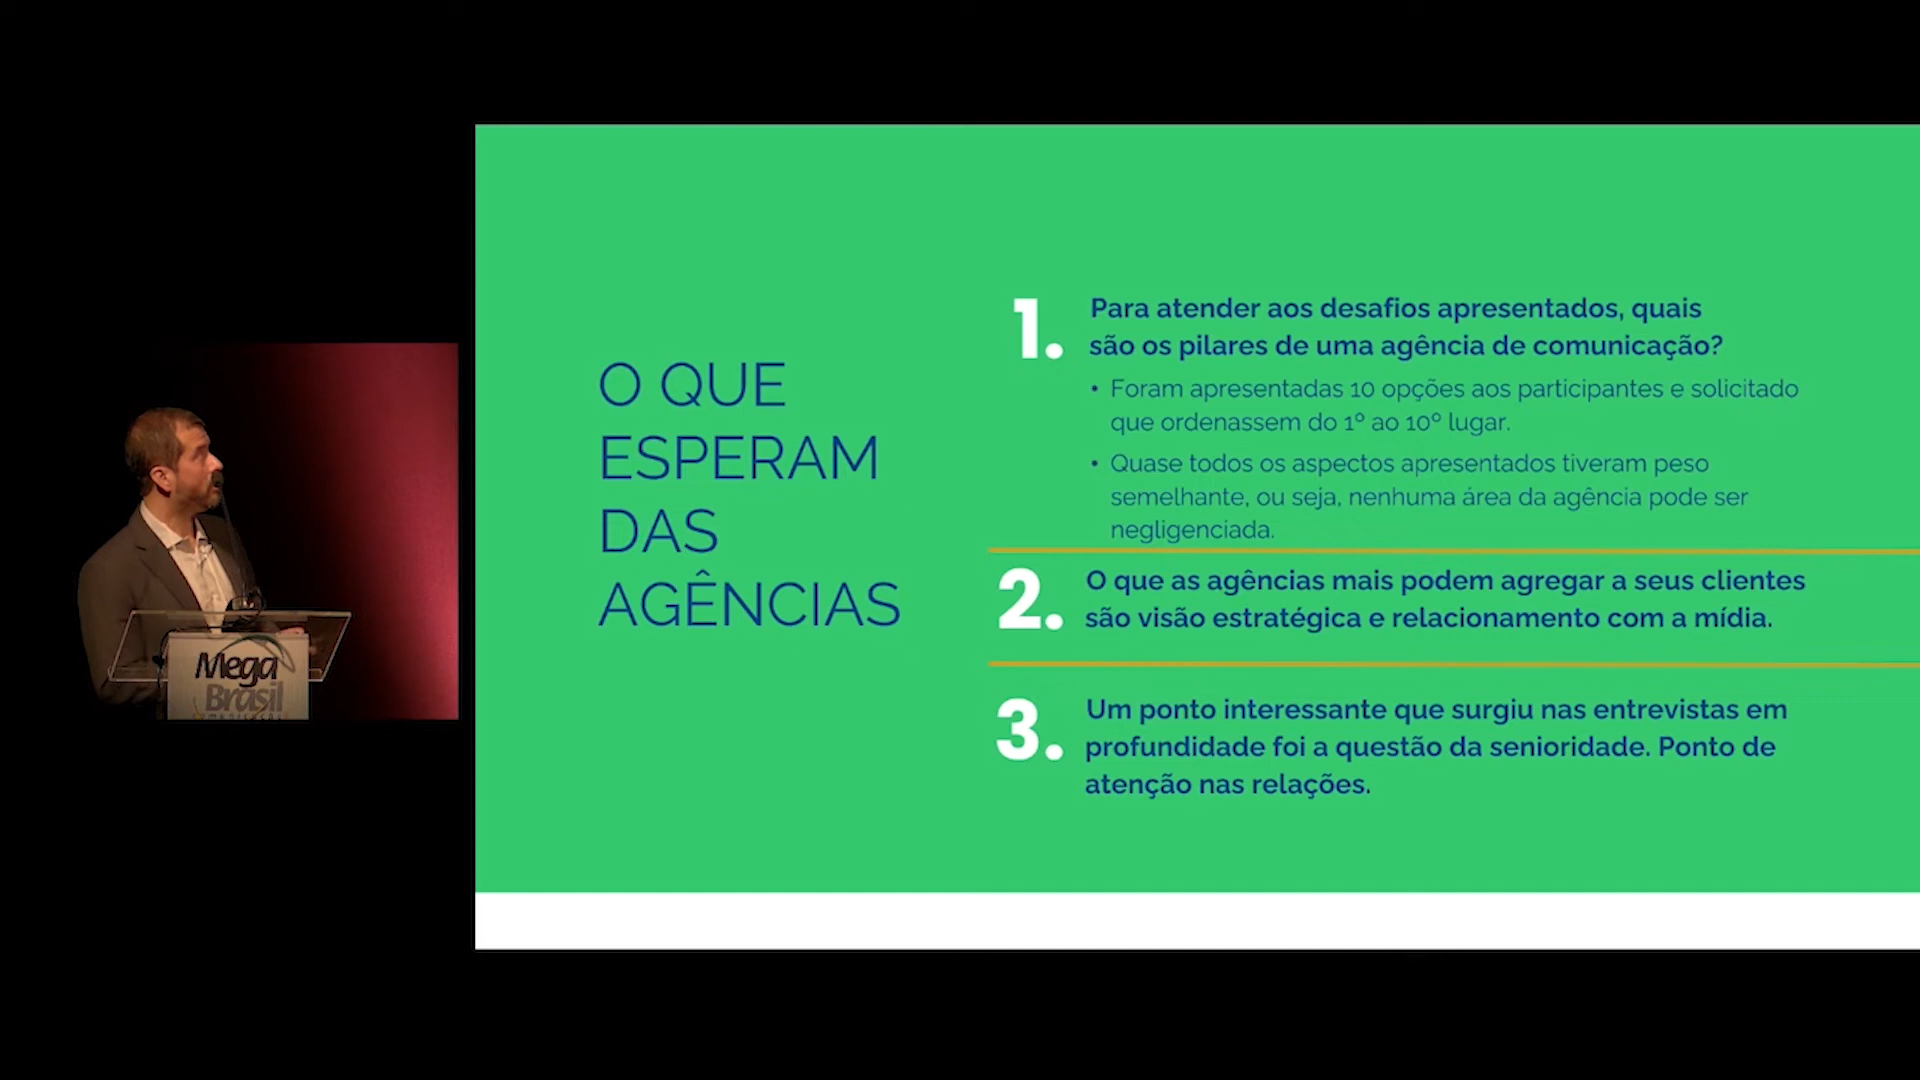 O QUE
ESPERAM
DAS
AGÊNCIAS
1.
Para atender aos desafios apresentados, quais
são os pilares de uma agência de comunicação?
• Foram apresentadas 10 opções aos participantes e solicitado
que ordenassem do 1º ao 10º lugar.
• Quase todos os aspectos apresentados tiveram peso
semelhante, ou seja, nenhuma área da agência pode ser
negligenciada.
2.
O que as agências mais podem agregar a seus clientes
são visão estratégica e relacionamento com a mídia.
3.
Um ponto interessante que surgiu nas entrevistas em
profundidade foi a questão da senioridade. Ponto de
atenção nas relações.
Mega
Brasil